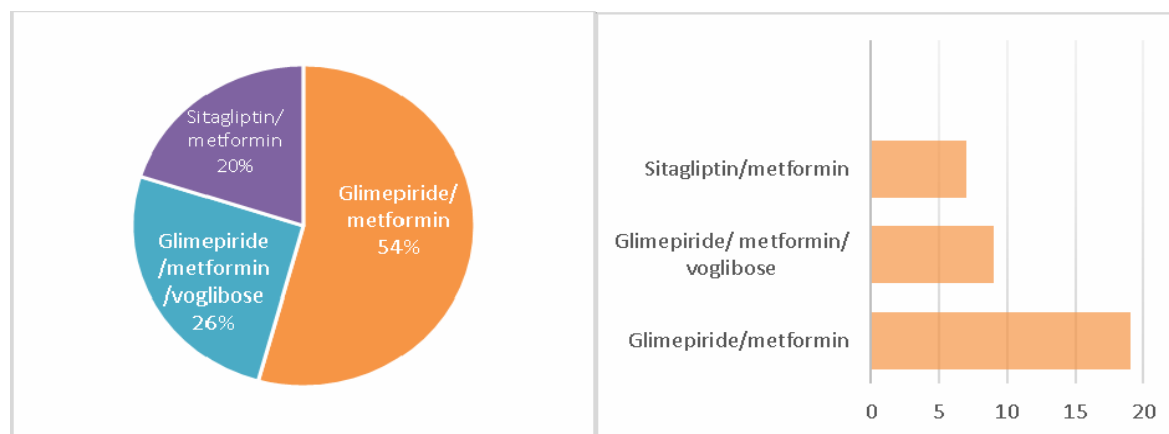 Sitagliptin/
metformin
20%
Glimepiride/
metformin
54%
Glimepiride
/metformin
/voglibose
26%
Sitagliptin/metformin
Glimepiride/ metformin/
voglibose
Glimepiride/metformin
0 5 10 15 20